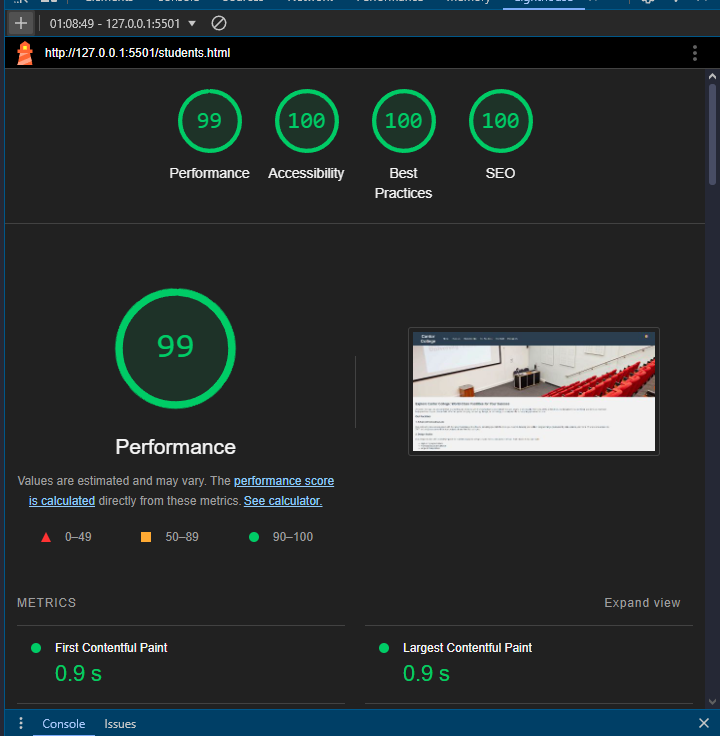 01:08:49 - 127.0.0.1:5501
http://127.0.0.1:5501/students.html
99 100 100 100
Performance Accessibility Best Practices SEO
99
Performance
Values are estimated and may vary. The performance score
is calculated directly from these metrics. See calculator.
0–49 50–89 90–100
METRICS
Expand view
First Contentful Paint
0.9 s
Largest Contentful Paint
0.9 s
Console Issues